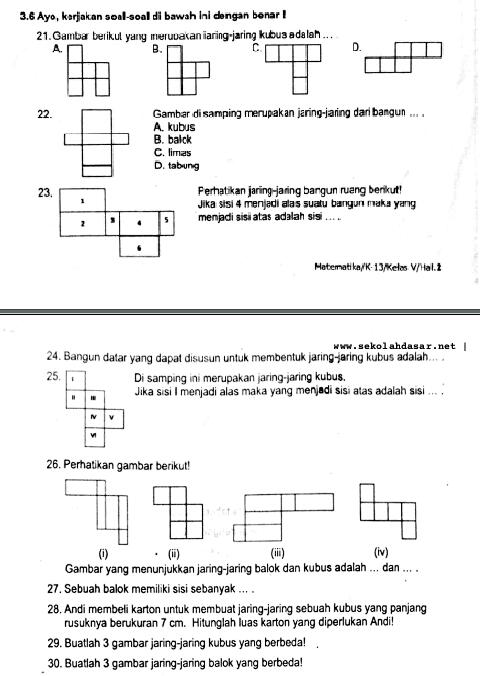 3.6 Ayo, kerjakan soal-soal di bawah ini dengan benar !
21. Gambar berikut yang merupakan jaring-jaring kubus adalah ... .
A. B. C. D.
22. Gambar di samping merupakan jaring-jaring dari bangun ... .
A. kubus
B. balok
C. limas
D. tabung
23. Perhatikan jaring-jaring bangun ruang berikut!
Jika sisi 4 menjadi alas suatu bangun maka yang
menjadi sisi atas adalah sisi ... .
1
2 3 4 5
6
Matematika/K-13/Kelas V/Hal.2
www.sekolahdasar.net |
24. Bangun datar yang dapat disusun untuk membentuk jaring-jaring kubus adalah... .
25. Di samping ini merupakan jaring-jaring kubus.
Jika sisi I menjadi alas maka yang menjadi sisi atas adalah sisi ... .
I
II III
IV V
VI
26. Perhatikan gambar berikut!
(i) (ii) (iii) (iv)
Gambar yang menunjukkan jaring-jaring balok dan kubus adalah ... dan ... .
27. Sebuah balok memiliki sisi sebanyak ... .
28. Andi membeli karton untuk membuat jaring-jaring sebuah kubus yang panjang
rusuknya berukuran 7 cm. Hitunglah luas karton yang diperlukan Andi!
29. Buatlah 3 gambar jaring-jaring kubus yang berbeda!
30. Buatlah 3 gambar jaring-jaring balok yang berbeda!